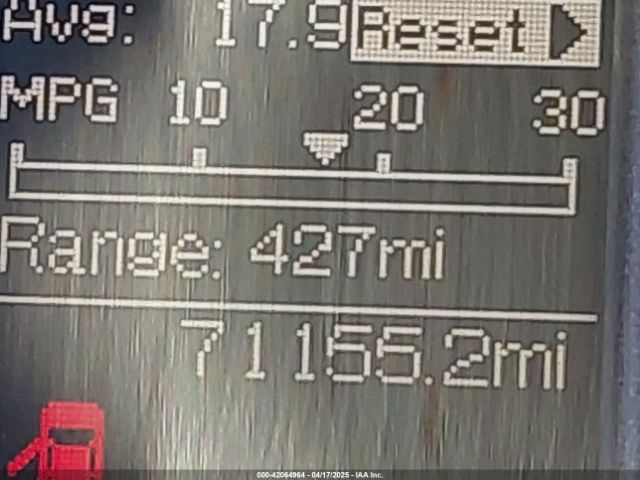 Avg: 17.9 Reset
MPG 10 20 30
Range: 427mi
71155.2mi
000-42064964 - 04/17/2025 - IAA Inc.